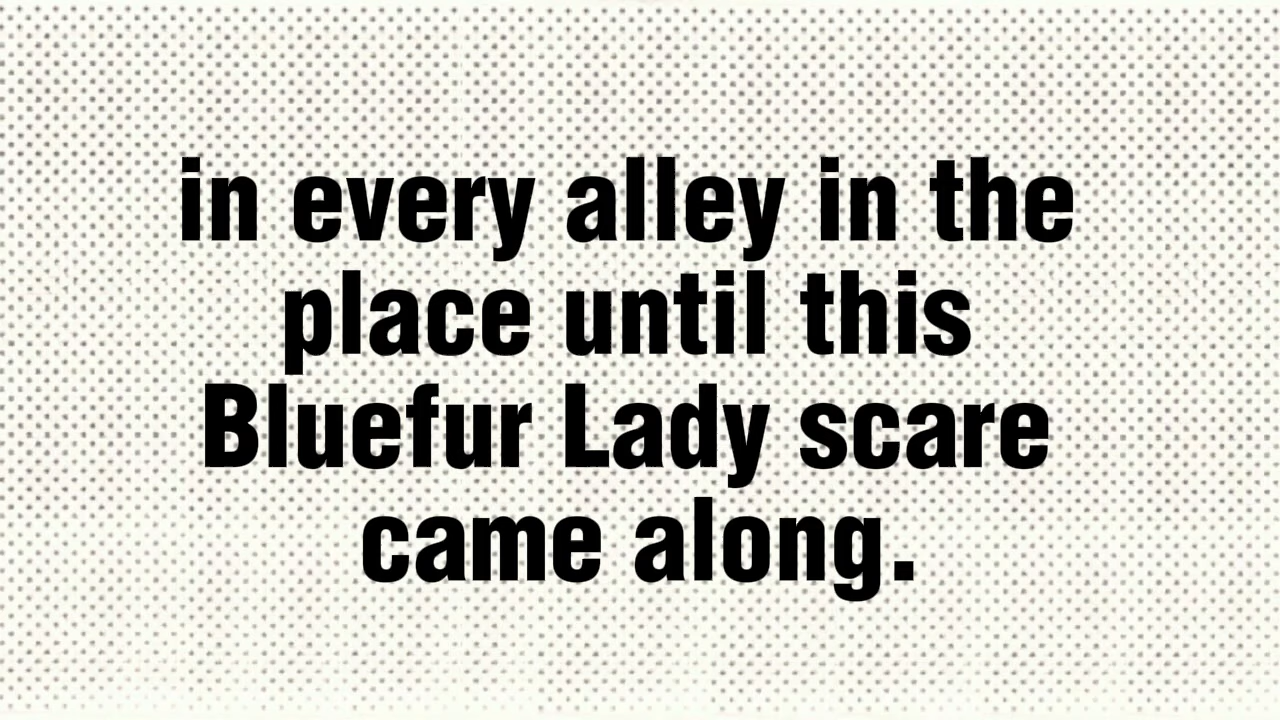 in every alley in the
place until this
Bluefur Lady scare
came along.